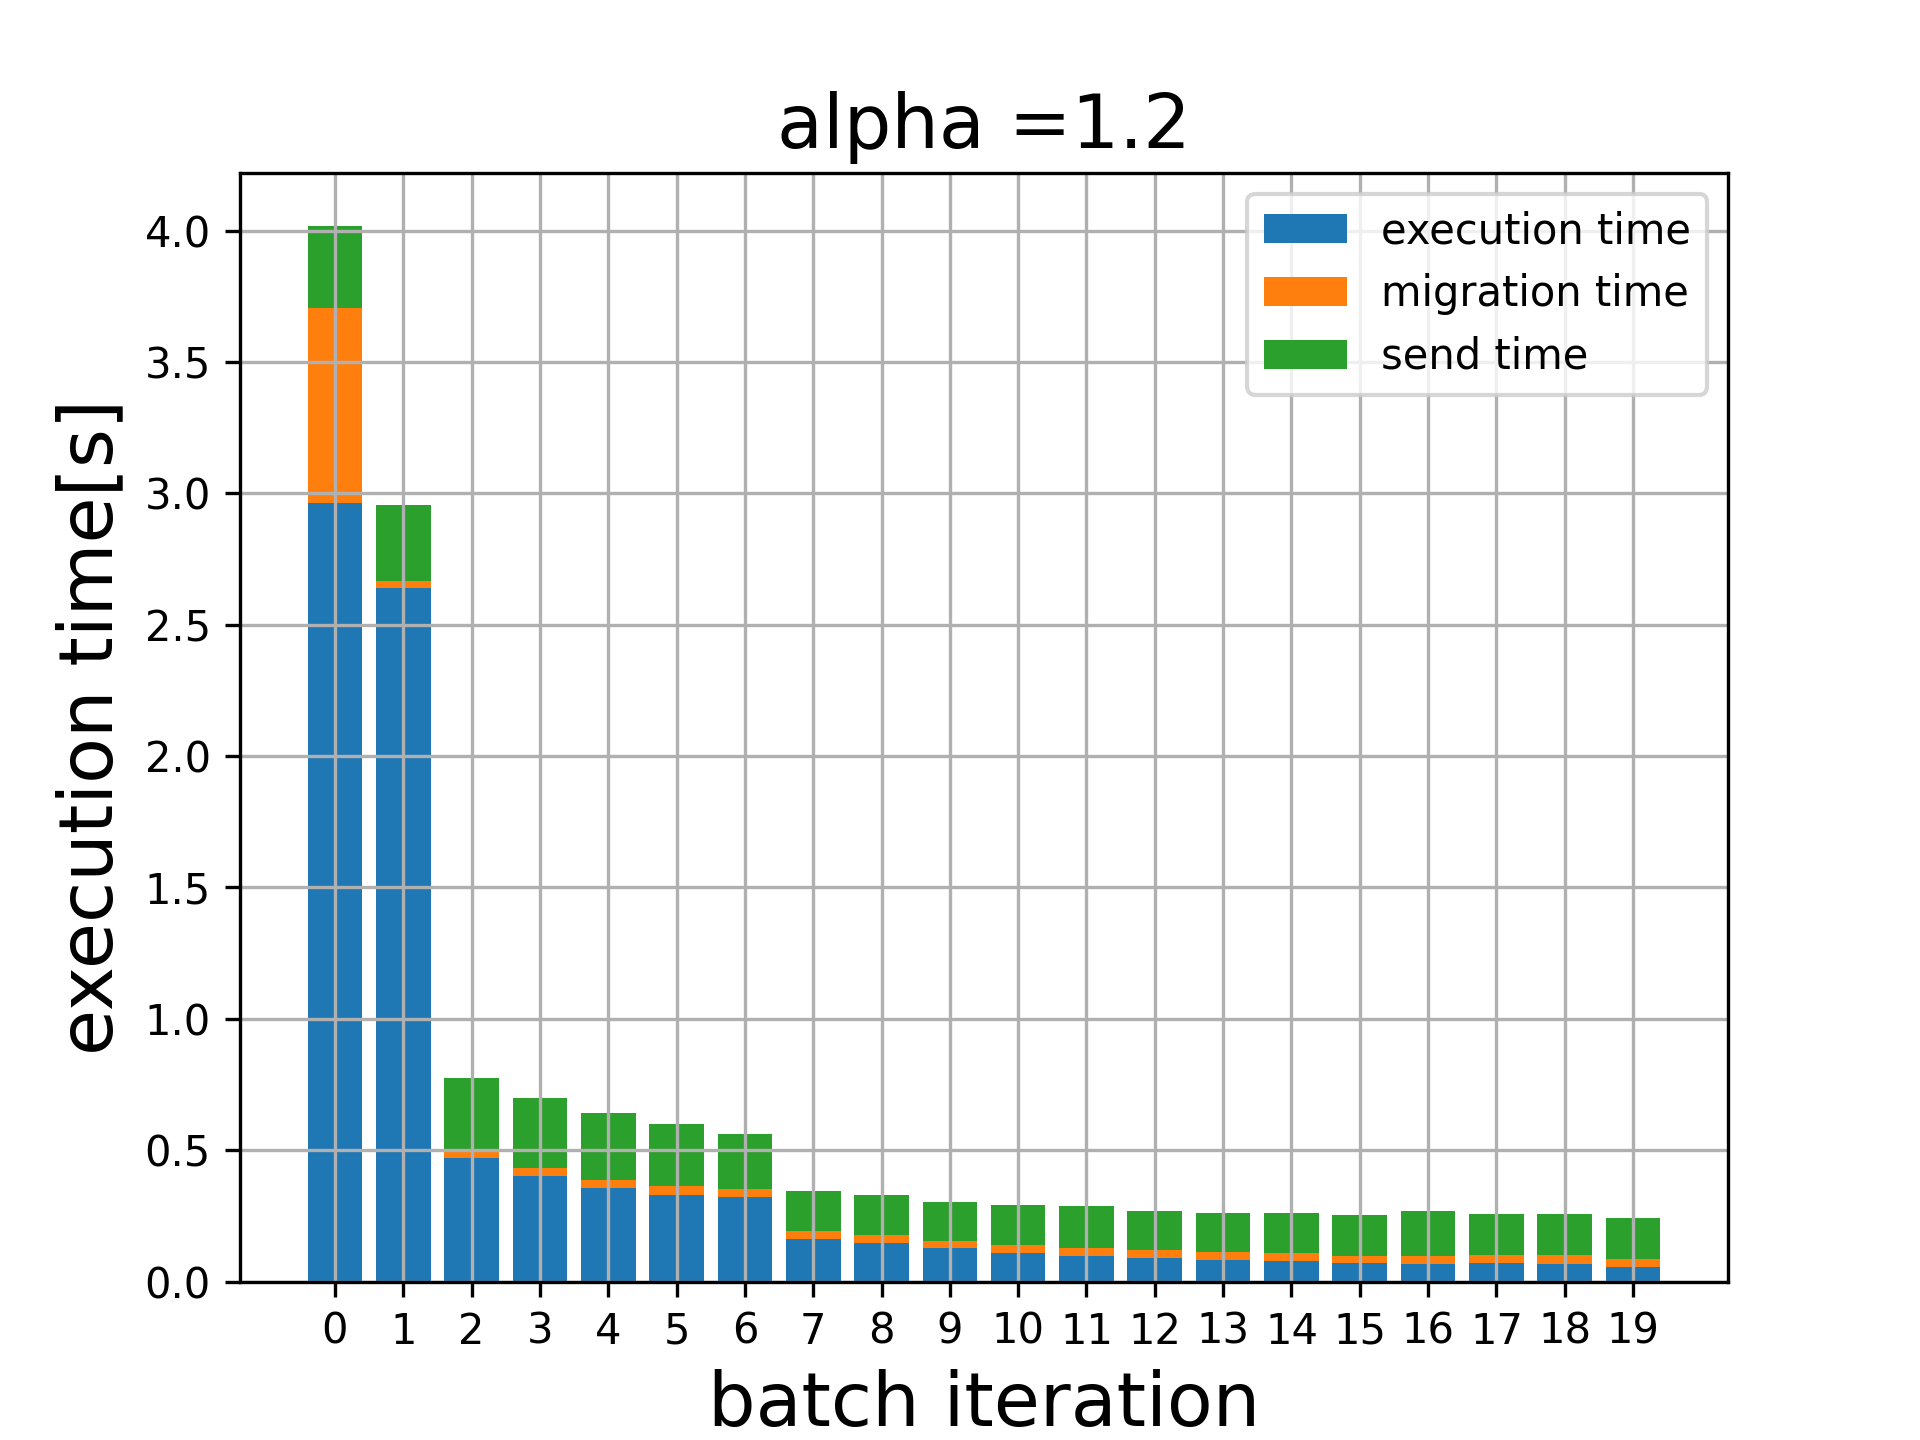 alpha =1.2
execution time
migration time
send time
execution time[s]
4.0
3.5
3.0
2.5
2.0
1.5
1.0
0.5
0.0
0 1 2 3 4 5 6 7 8 9 10 11 12 13 14 15 16 17 18 19
batch iteration